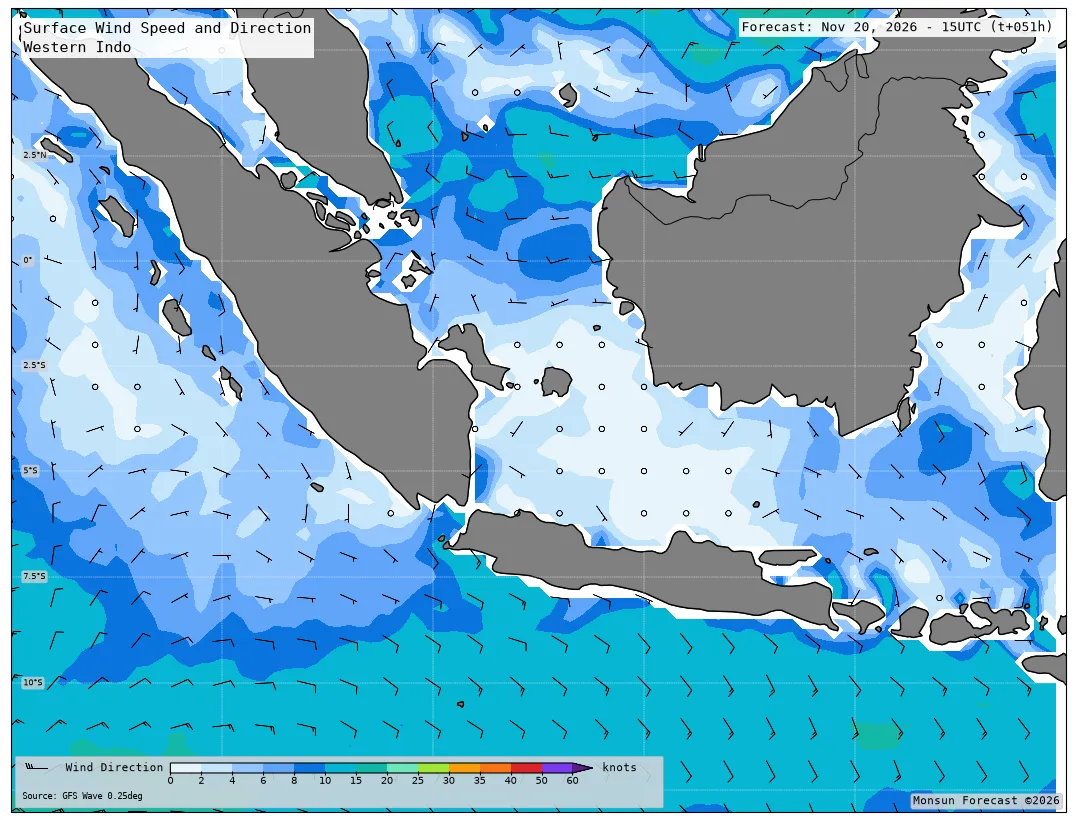 Surface Wind Speed and Direction
Western Indo
Forecast: Nov 20, 2026 - 15UTC (t+051h)
2.5°N
0°
2.5°S
5°S
7.5°S
10°S
Wind Direction
0 2 4 6 8 10 15 20 25 30 35 40 50 60
knots
Source: GFS Wave 0.25deg
Monsun Forecast ©2026